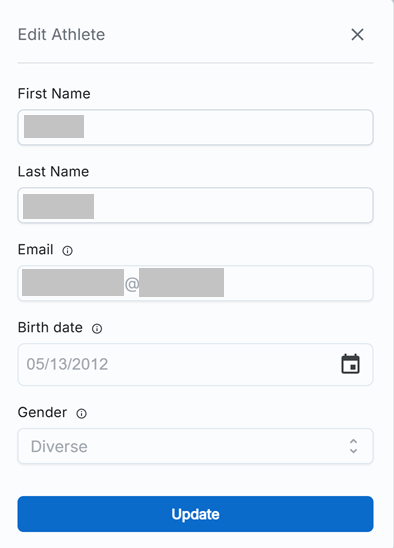 Edit Athlete
First Name
Last Name
Email
@
Birth date
05/13/2012
Gender
Diverse
Update